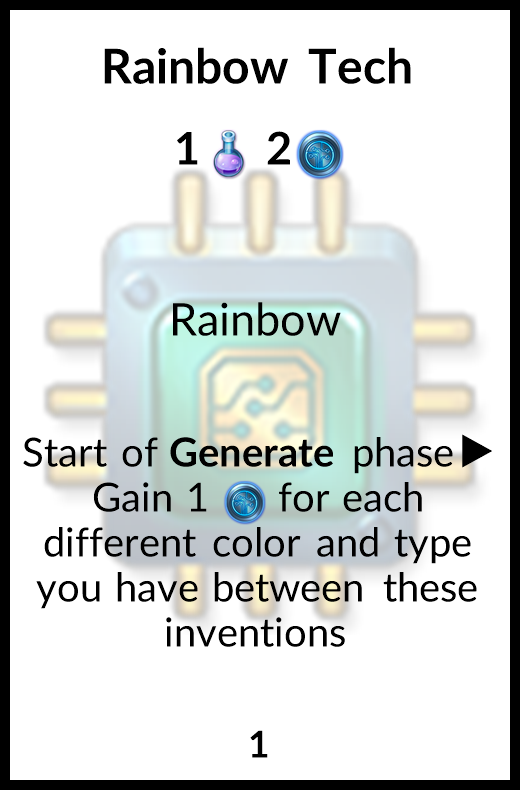 Rainbow Tech
1 2
Rainbow
Start of Generate phase▶
Gain 1 for each
different color and type
you have between these
inventions
1